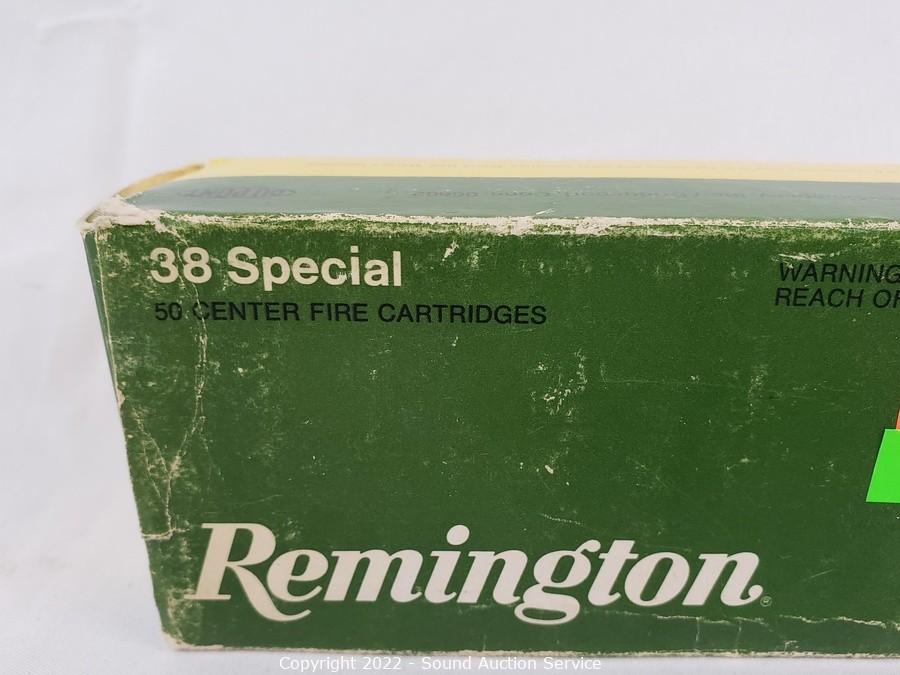 38 Special
50 CENTER FIRE CARTRIDGES
WARNING
REACH OF
Remington®
Copyright 2022 - Sound Auction Service